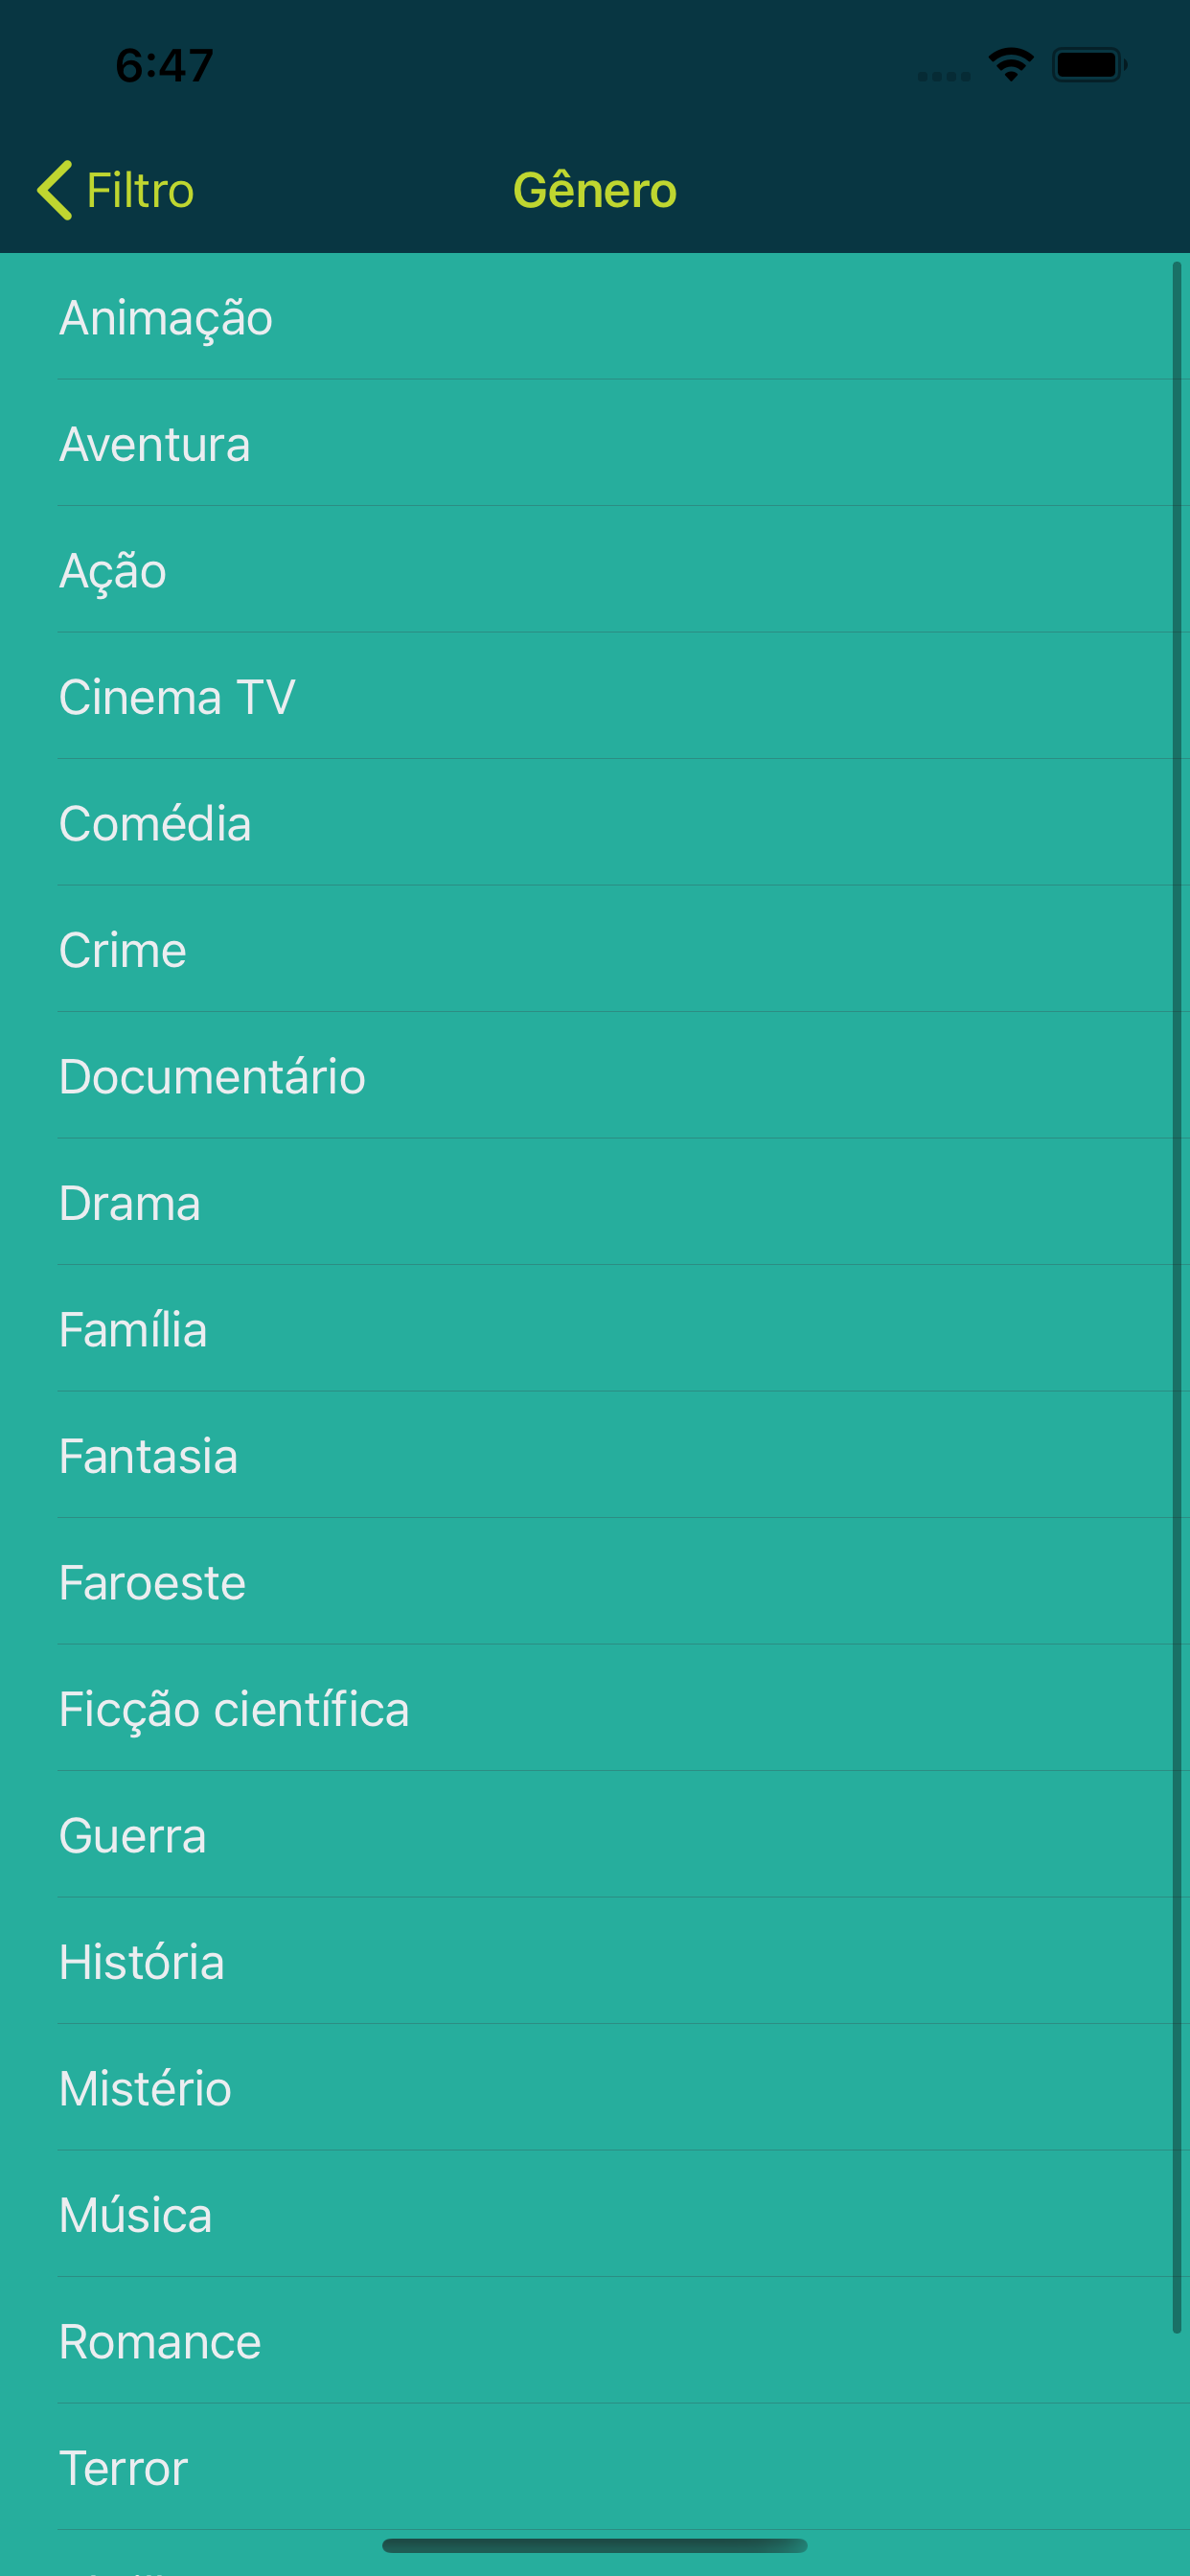 6:47
Filtro
Gênero
Animação
Aventura
Ação
Cinema TV
Comédia
Crime
Documentário
Drama
Família
Fantasia
Faroeste
Ficção científica
Guerra
História
Mistério
Música
Romance
Terror